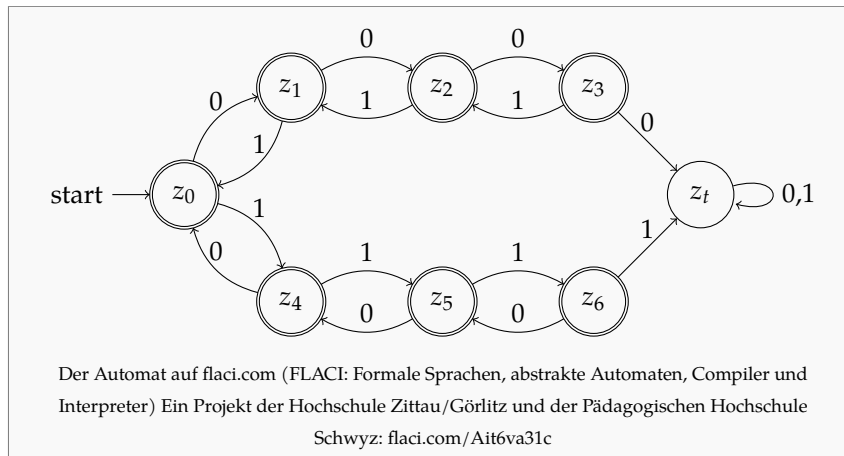 0 0
z1 z2 z3
0 1 1 0
1
start z0 zt 0,1
1
0 1 1 1
z4 z5 z6
0 0
Der Automat auf flaci.com (FLACI: Formale Sprachen, abstrakte Automaten, Compiler und
Interpreter) Ein Projekt der Hochschule Zittau/Görlitz und der Pädagogischen Hochschule
Schwyz: flaci.com/Ait6va31c